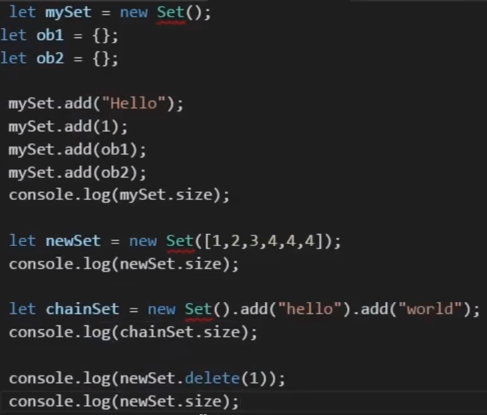 let mySet = new Set();
let ob1 = {};
let ob2 = {};
mySet.add("Hello");
mySet.add(1);
mySet.add(ob1);
mySet.add(ob2);
console.log(mySet.size);
let newSet = new Set([1,2,3,4,4,4]);
console.log(newSet.size);
let chainSet = new Set().add("hello").add("world");
console.log(chainSet.size);
console.log(newSet.delete(1));
console.log(newSet.size);